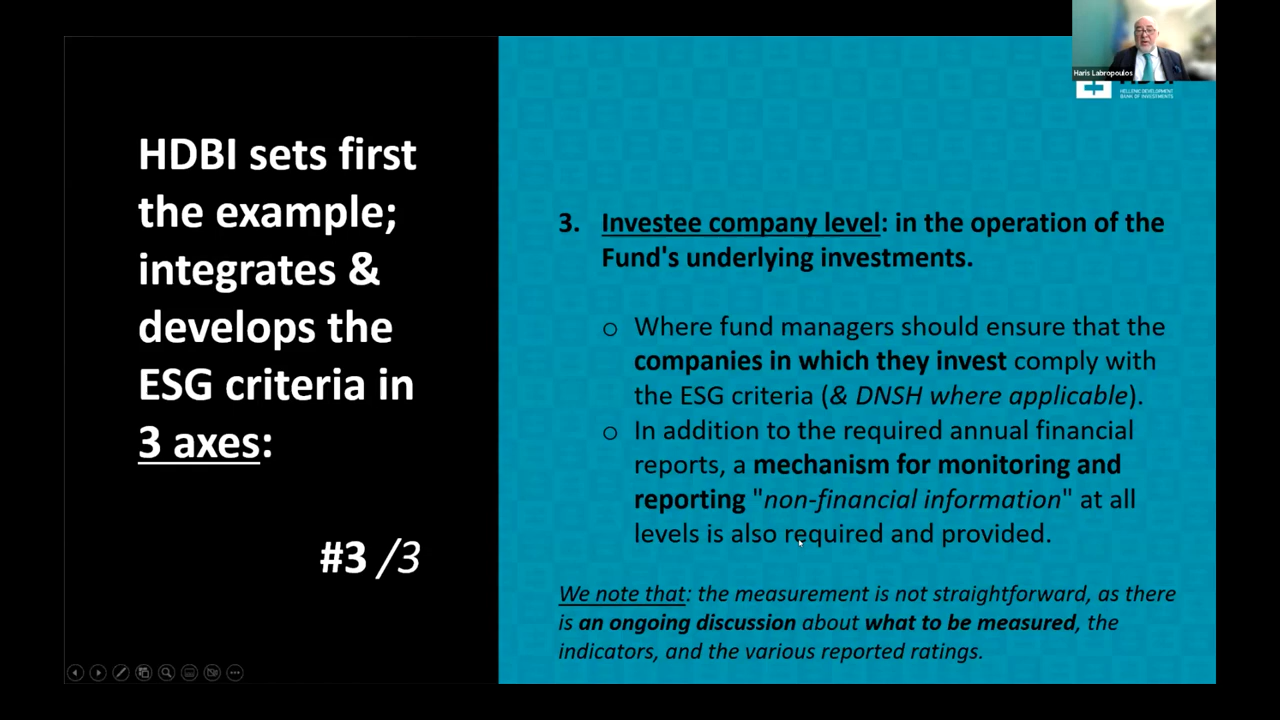 Haris Labropoulos
HELLENIC DEVELOPMENT
BANK OF INVESTMENTS
HDBI sets first
the example;
integrates &
develops the
ESG criteria in
3 axes:
#3 /3
3. Investee company level: in the operation of the
Fund's underlying investments.
o Where fund managers should ensure that the
companies in which they invest comply with
the ESG criteria (& DNSH where applicable).
o In addition to the required annual financial
reports, a mechanism for monitoring and
reporting "non-financial information" at all
levels is also required and provided.
We note that: the measurement is not straightforward, as there
is an ongoing discussion about what to be measured, the
indicators, and the various reported ratings.